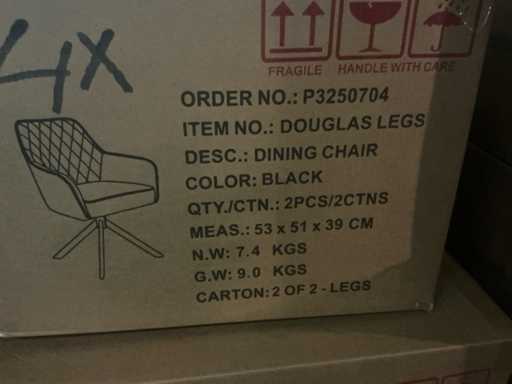 4X
FRAGILE HANDLE WITH CARE
ORDER NO.: P3250704
ITEM NO.: DOUGLAS LEGS
DESC.: DINING CHAIR
COLOR: BLACK
QTY./CTN.: 2PCS/2CTNS
MEAS.: 53 x 51 x 39 CM
N.W: 7.4 KGS
G.W: 9.0 KGS
CARTON: 2 OF 2 - LEGS